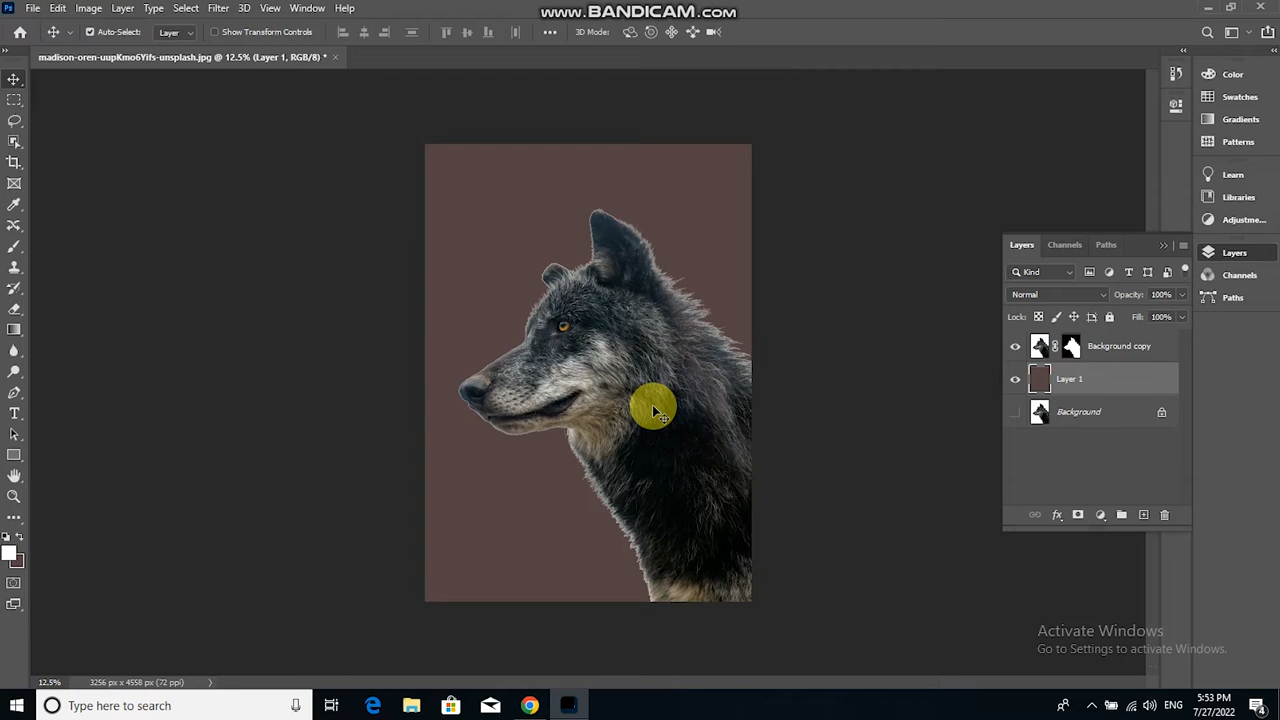 Ps File Edit Image Layer Type Select Filter 3D View Window Help
www.BANDICAM.com
Auto-Select: Layer Show Transform Controls 3D Mode:
madison-oren-uupKmo6Yifs-unsplash.jpg @ 12.5% (Layer 1, RGB/8) *
Color
Swatches
Gradients
Patterns
Learn
Libraries
Adjustme...
Layers
Channels
Paths
Layers Channels Paths
Kind
Normal Opacity: 100%
Lock: Fill: 100%
Background copy
Layer 1
Background
fx
Activate Windows
Go to Settings to activate Windows.
12.5% 3256 px x 4558 px (72 ppi)
Type here to search
ENG
5:53 PM
7/27/2022
4